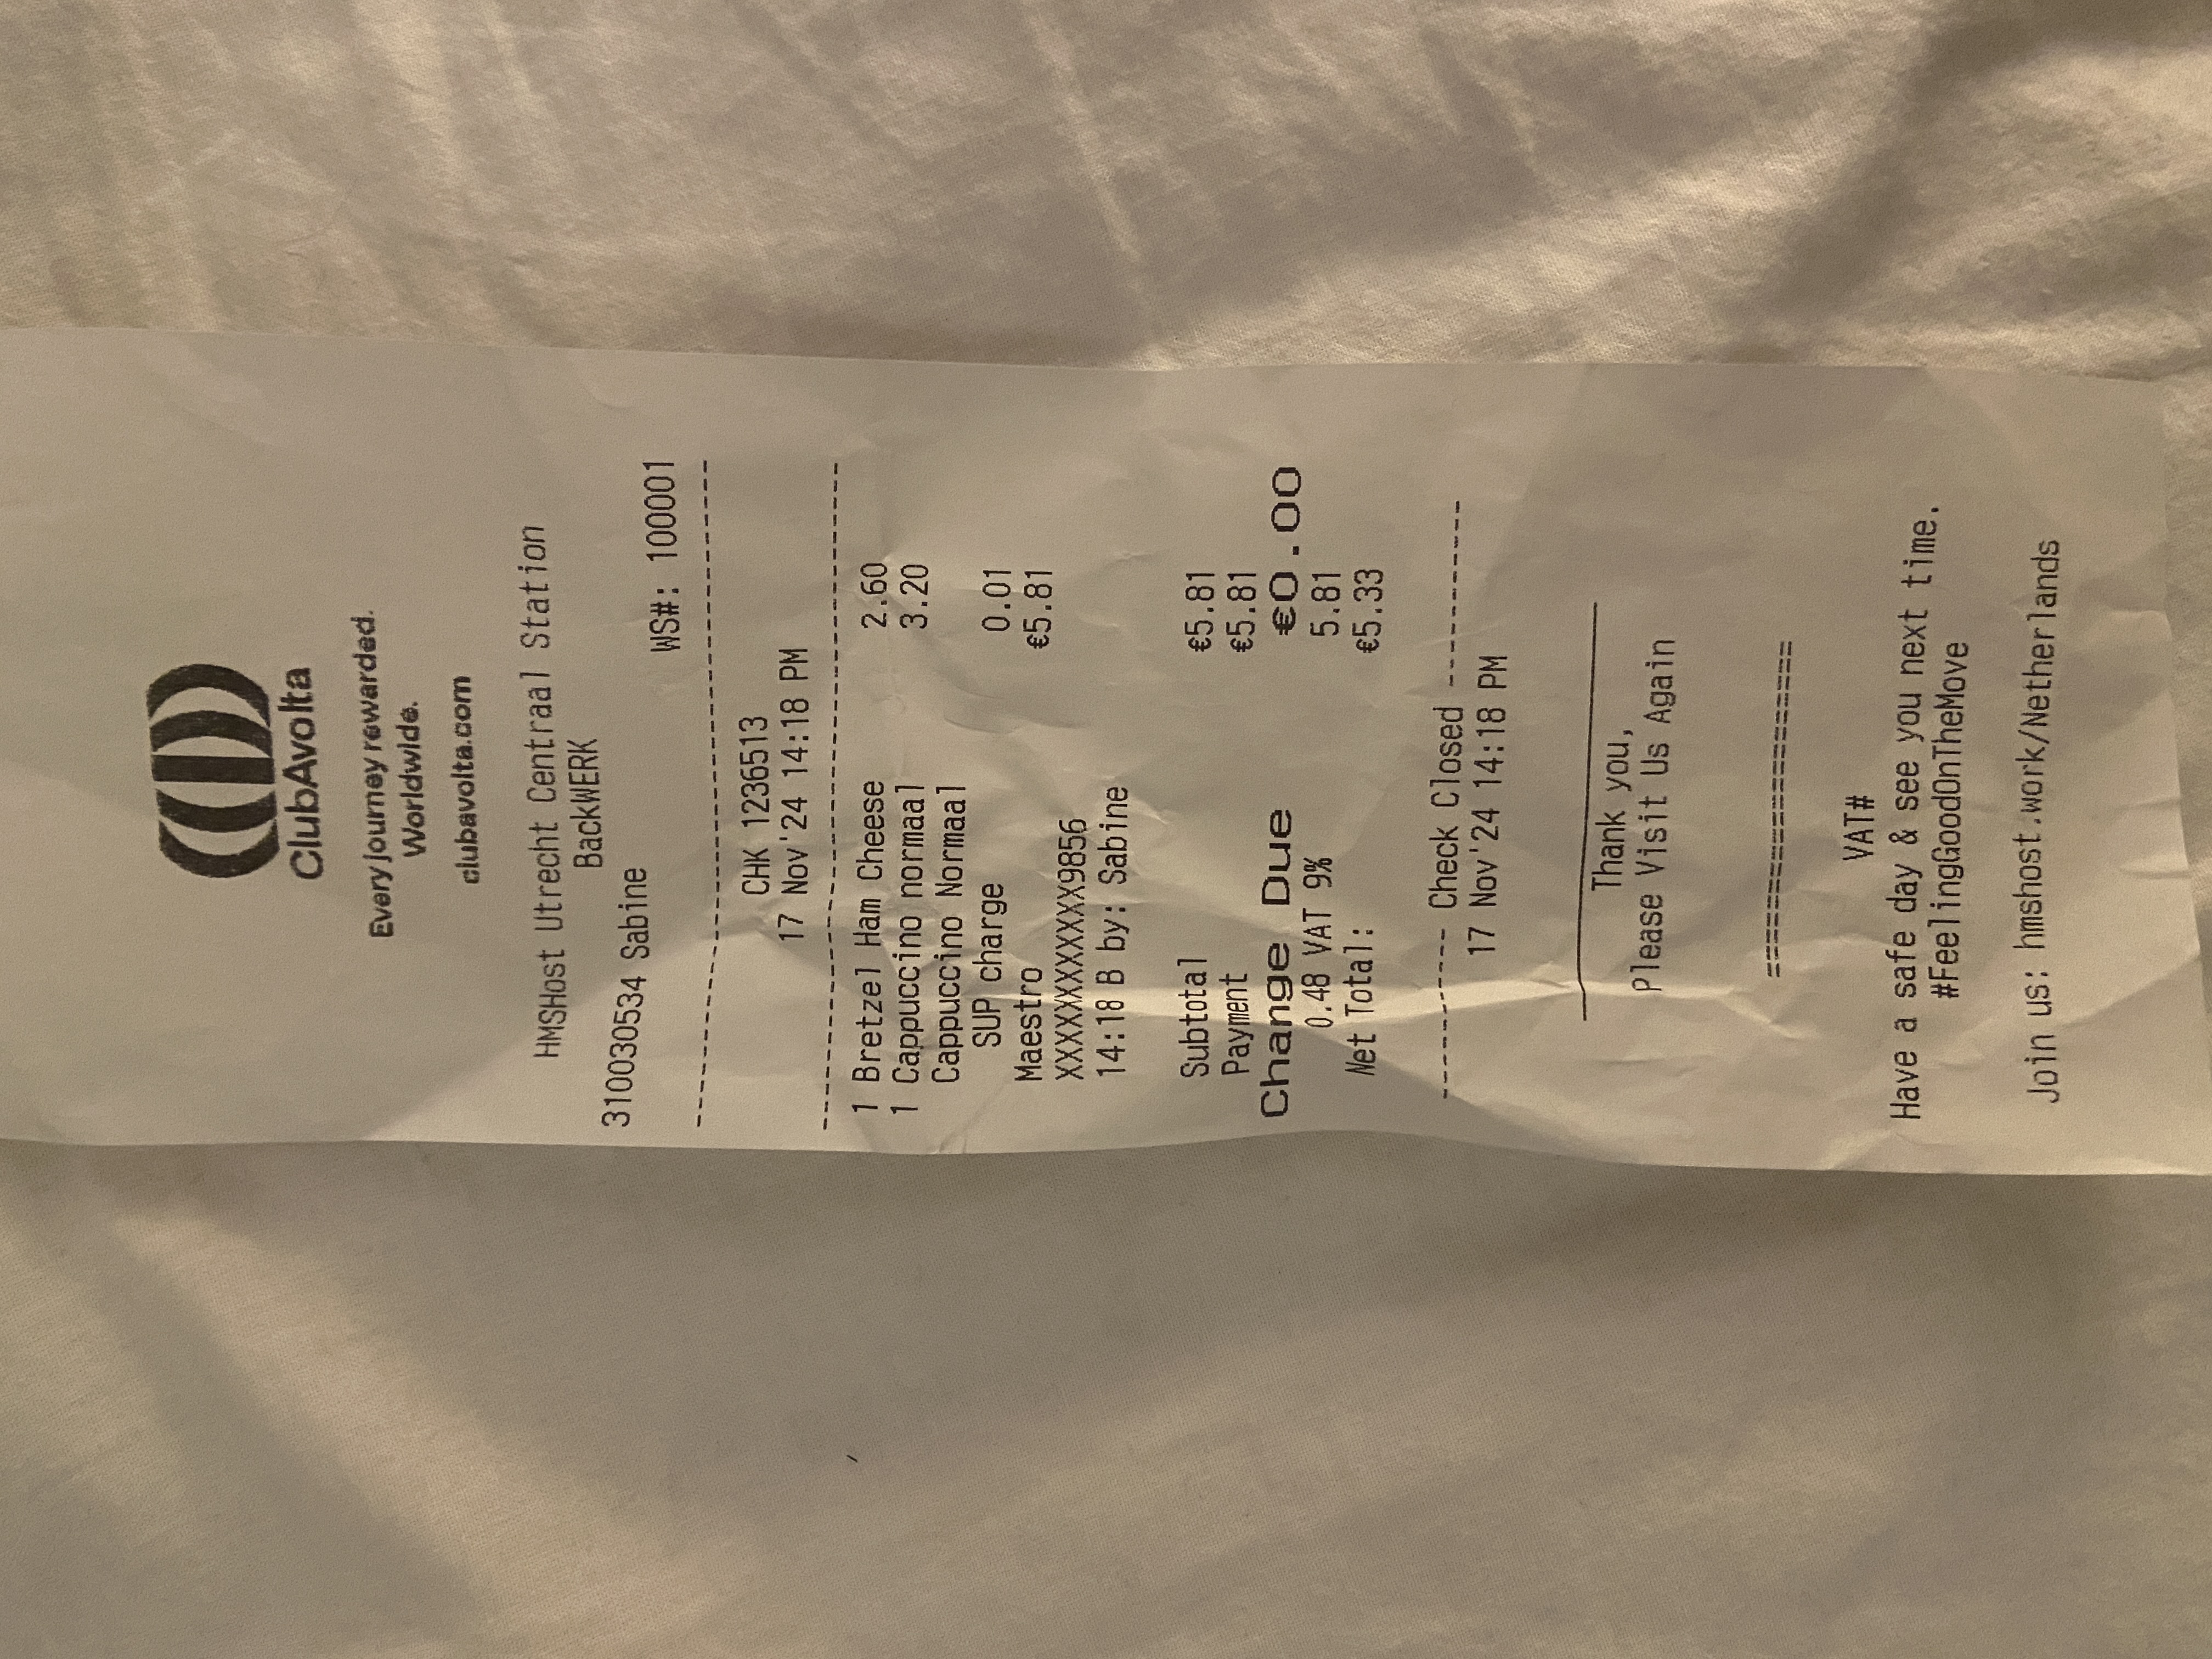 ClubAvolta
Every journey rewarded.
Worldwide.
clubavolta.com
HMSHost Utrecht Centraal Station
BackWERK
310030534 Sabine
WS#: 100001
--------------------------------
CHK 1236513
17 Nov'24 14:18 PM
--------------------------------
1 Bretzel Ham Cheese 2.60
1 Cappuccino normaal 3.20
Cappuccino Normaal
SUP charge 0.01
Maestro €5.81
XXXXXXXXXXXXXXX9856
14:18 B by: Sabine
Subtotal €5.81
Payment €5.81
Change Due €0.00
0.48 VAT 9% 5.81
Net Total: €5.33
--------- Check Closed ---------
17 Nov'24 14:18 PM
Thank you,
Please Visit Us Again
========================
VAT#
Have a safe day & see you next time.
#FeelingGoodOnTheMove
Join us: hmshost.work/Netherlands